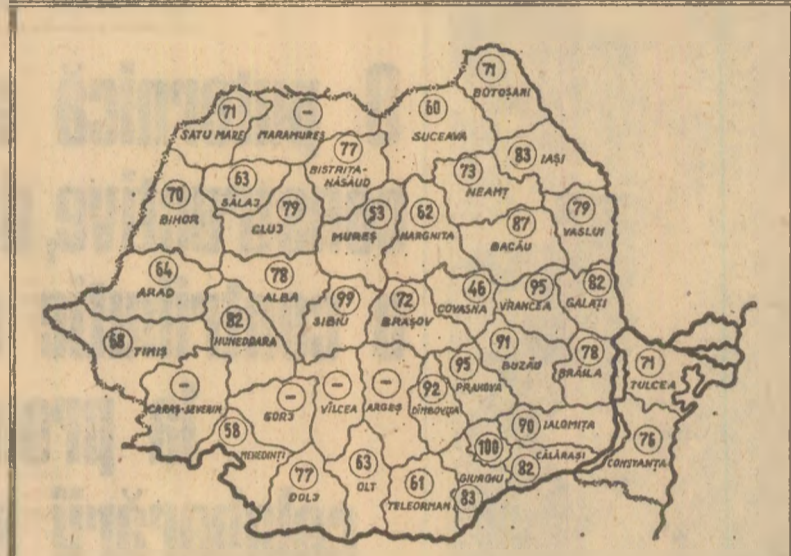 71
BOTOȘANI
71
SATU MARE
–
MARAMUREȘ
60
SUCEAVA
77
BISTRIȚA-
NĂSĂUD
83 IAȘI
73
NEAMȚ
70
BIHOR
63
SĂLAJ
79
CLUJ
53
MUREȘ
62
HARGHITA
87
BACĂU
79
VASLUI
64
ARAD
78
ALBA
99
SIBIU
72
BRAȘOV
46
COVASNA
95
VRANCEA
82
GALAȚI
68 TIMIȘ
82
HUNEDOARA
91
BUZĂU
78
BRĂILA
71
TULCEA
–
CARAȘ-SEVERIN
–
GORJ
–
VÎLCEA
–
ARGEȘ
92
DÎMBOVIȚA
95
PRAHOVA
58
MEHEDINȚI
90 IALOMIȚA
76
CONSTANȚA
77
DOLJ
63
OLT
61
TELEORMAN
100
CĂLĂRAȘI
82
GIURGIU
83